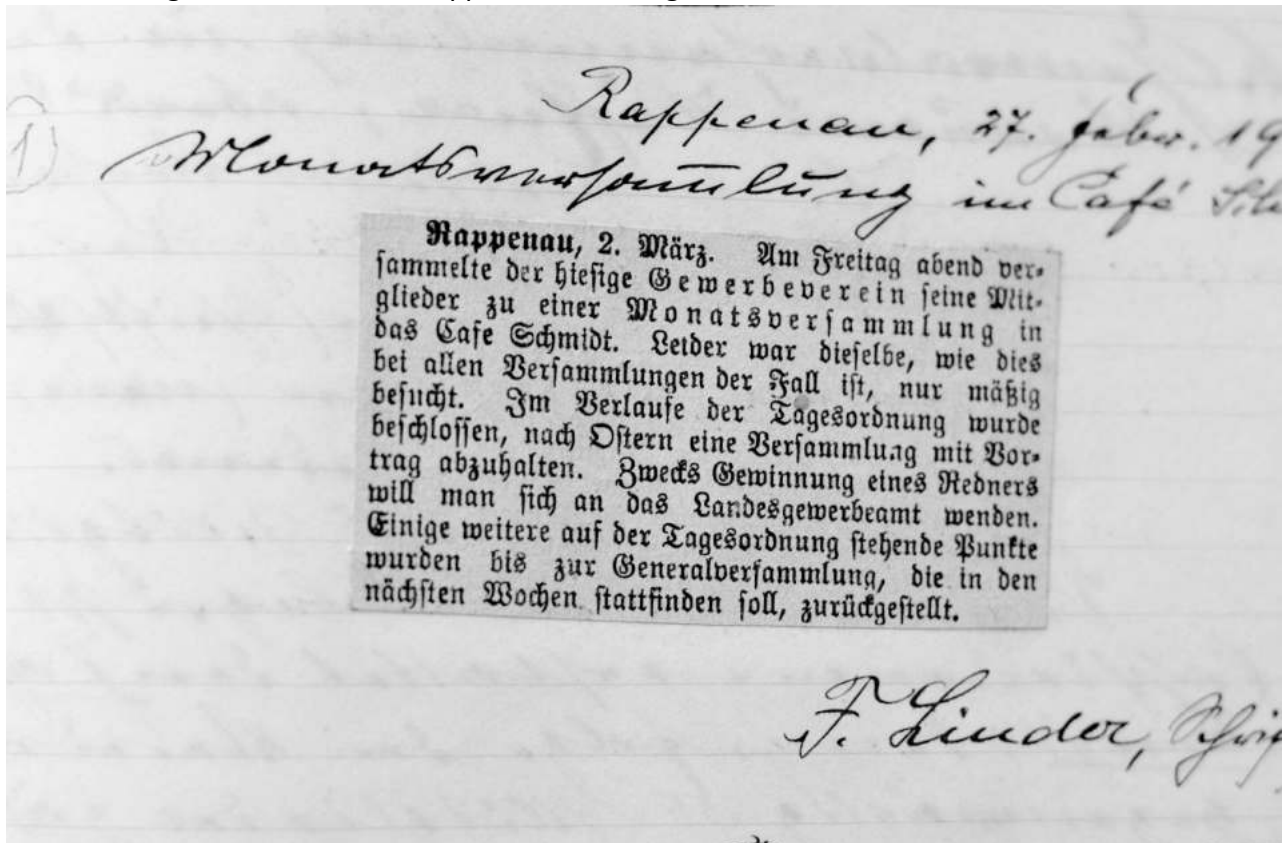 Rappenau, 27. Febr. 19
1)
Monatsversammlung im Café
Rappenau, 2. März. Am Freitag abend ver-
sammelte der hiesige Gewerbeverein seine Mit-
glieder zu einer Monatsversammlung in
das Cafe Schmidt. Leider war dieselbe, wie dies
bei allen Versammlungen der Fall ist, nur mäßig
besucht. Im Verlaufe der Tagesordnung wurde
beschlossen, nach Ostern eine Versammlung mit Vor-
trag abzuhalten. Zwecks Gewinnung eines Redners
will man sich an das Landesgewerbeamt wenden.
Einige weitere auf der Tagesordnung stehende Punkte
wurden bis zur Generalversammlung, die in den
nächsten Wochen stattfinden soll, zurückgestellt.
F. Linder,